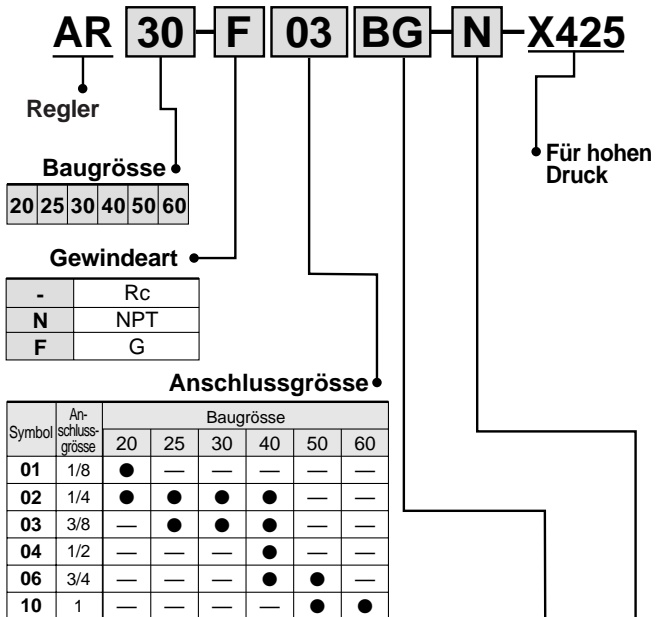 AR 30-F 03 BG-N-X425
Regler
Für hohen
Druck
Baugrösse
20 25 30 40 50 60
Gewindeart
- Rc
N NPT
F G
Anschlussgrösse
Symbol An-schluss-grösse Baugrösse
20 25 30 40 50 60
01 1/8 ● — — — — —
02 1/4 ● ● ● ● — —
03 3/8 — ● ● ● — —
04 1/2 — — — ● — —
06 3/4 — — — ● ● —
10 1 — — — — ● ●